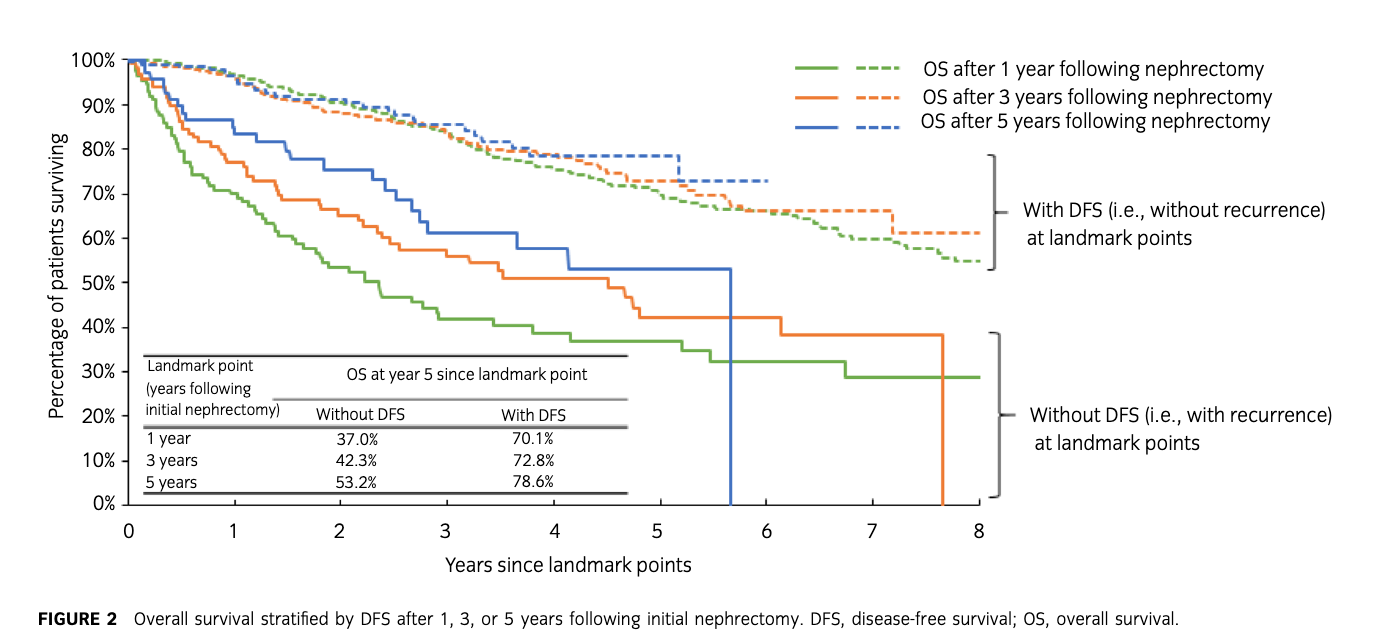 100%
90%
80%
70%
60%
50%
40%
30%
20%
10%
0%
Percentage of patients surviving
OS after 1 year following nephrectomy
OS after 3 years following nephrectomy
OS after 5 years following nephrectomy
With DFS (i.e., without recurrence)
at landmark points
Without DFS (i.e., with recurrence)
at landmark points
Landmark point
(years following
initial nephrectomy)
OS at year 5 since landmark point
Without DFS With DFS
1 year 37.0% 70.1%
3 years 42.3% 72.8%
5 years 53.2% 78.6%
0 1 2 3 4 5 6 7 8
Years since landmark points
FIGURE 2 Overall survival stratified by DFS after 1, 3, or 5 years following initial nephrectomy. DFS, disease-free survival; OS, overall survival.